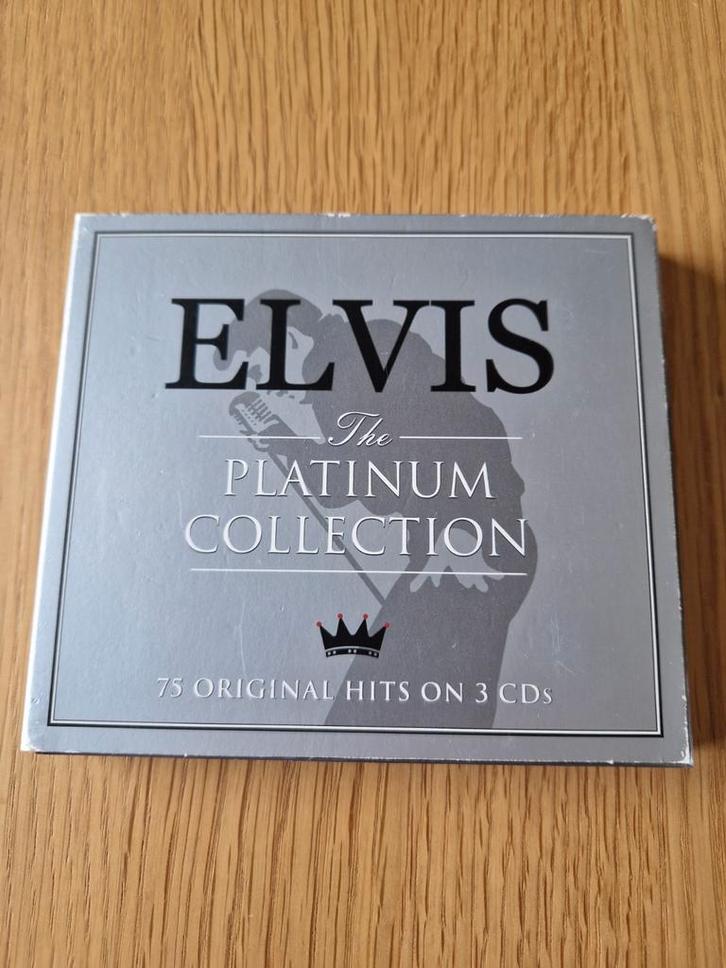 ELVIS
The
PLATINUM
COLLECTION
75 ORIGINAL HITS ON 3 CDs